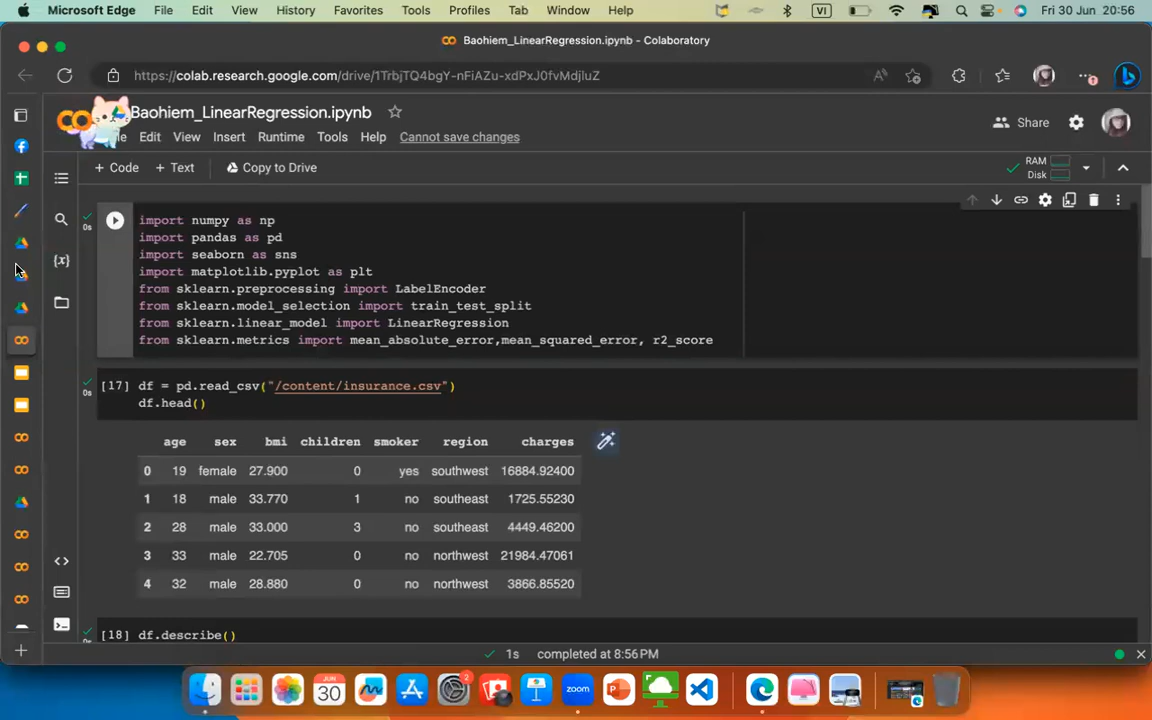 Microsoft Edge File Edit View History Favorites Tools Profiles Tab Window Help VI Fri 30 Jun 20:56
Baohiem_LinearRegression.ipynb - Colaboratory
https://colab.research.google.com/drive/1TrbjTQ4bgY-nFiAZu-xdPxJ0fvMdjluZ
Baohiem_LinearRegression.ipynb
Edit View Insert Runtime Tools Help Cannot save changes
Share
+ Code + Text Copy to Drive
RAM
Disk
0s
import numpy as np
import pandas as pd
import seaborn as sns
import matplotlib.pyplot as plt
from sklearn.preprocessing import LabelEncoder
from sklearn.model_selection import train_test_split
from sklearn.linear_model import LinearRegression
from sklearn.metrics import mean_absolute_error,mean_squared_error, r2_score
0s
[17] df = pd.read_csv("/content/insurance.csv")
df.head()
age sex bmi children smoker region charges
0 19 female 27.900 0 yes southwest 16884.92400
1 18 male 33.770 1 no southeast 1725.55230
2 28 male 33.000 3 no southeast 4449.46200
3 33 male 22.705 0 no northwest 21984.47061
4 32 male 28.880 0 no northwest 3866.85520
[18] df.describe()
1s completed at 8:56PM
JUN
30
zoom
2